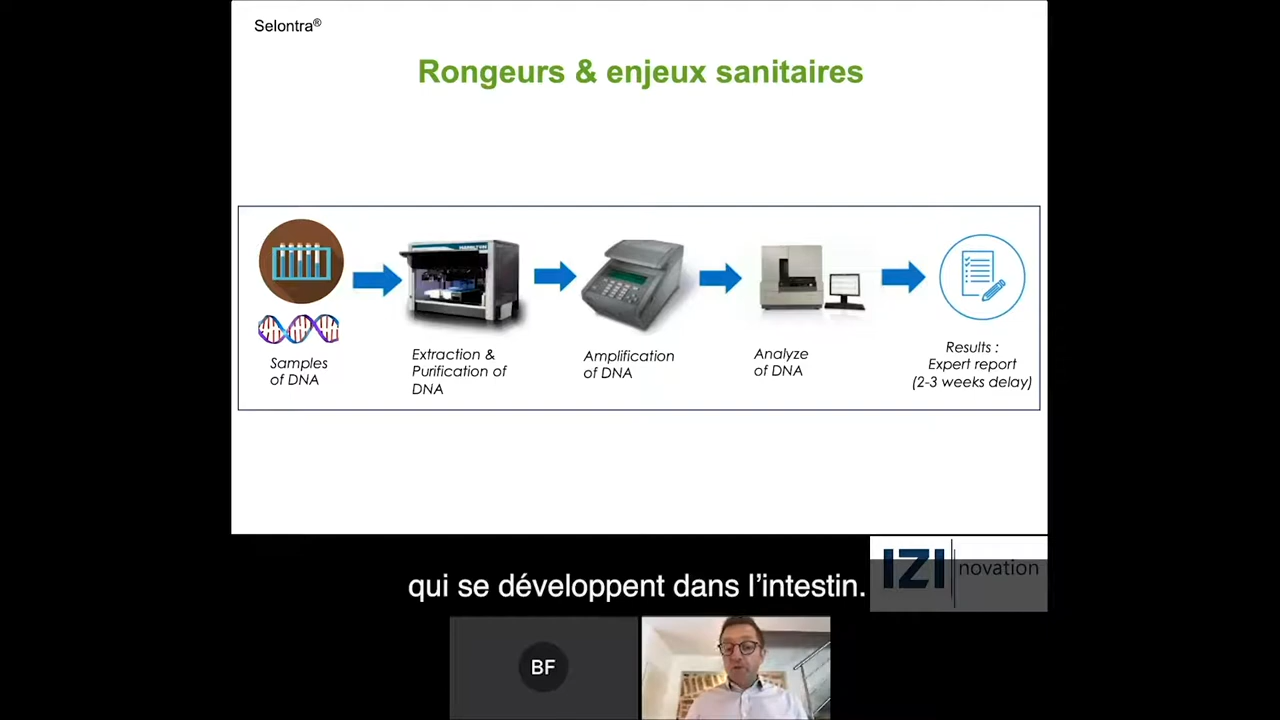 Selontra®
Rongeurs & enjeux sanitaires
HAMILTON
Samples
of DNA
Extraction &
Purification of
DNA
Amplification
of DNA
Analyze
of DNA
Results :
Expert report
(2-3 weeks delay)
qui se développent dans l'intestin.
IZI novation
BF